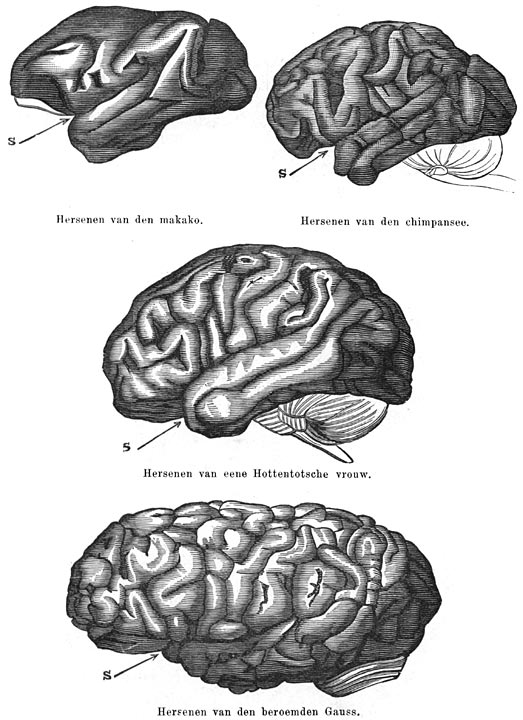 S
S
Hersenen van den makako.
Hersenen van den chimpansee.
S
Hersenen van eene Hottentotsche vrouw.
S
Hersenen van den beroemden Gauss.